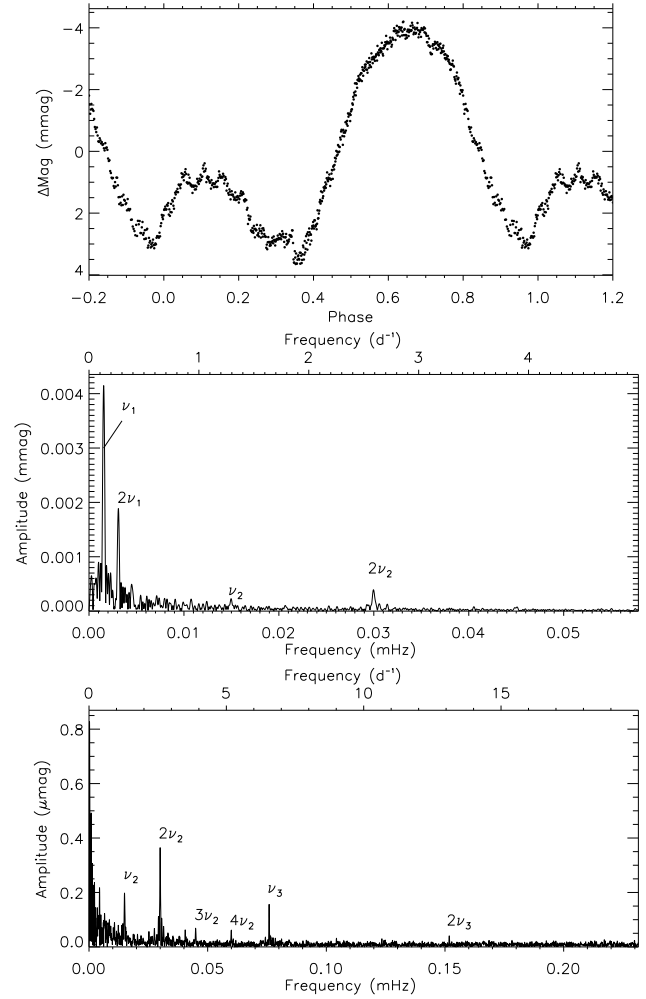 −4
−2
0
2
4
ΔMag (mmag)
−0.2 0.0 0.2 0.4 0.6 0.8 1.0 1.2
Phase
Frequency (d⁻¹)
0 1 2 3 4
0.004
0.003
0.002
0.001
0.000
Amplitude (mmag)
ν₁
2ν₁
ν₂
2ν₂
0.00 0.01 0.02 0.03 0.04 0.05
Frequency (mHz)
Frequency (d⁻¹)
0 5 10 15
0.8
0.6
0.4
0.2
0.0
Amplitude (μmag)
ν₂
2ν₂
3ν₂
4ν₂
ν₃
2ν₃
0.00 0.05 0.10 0.15 0.20
Frequency (mHz)